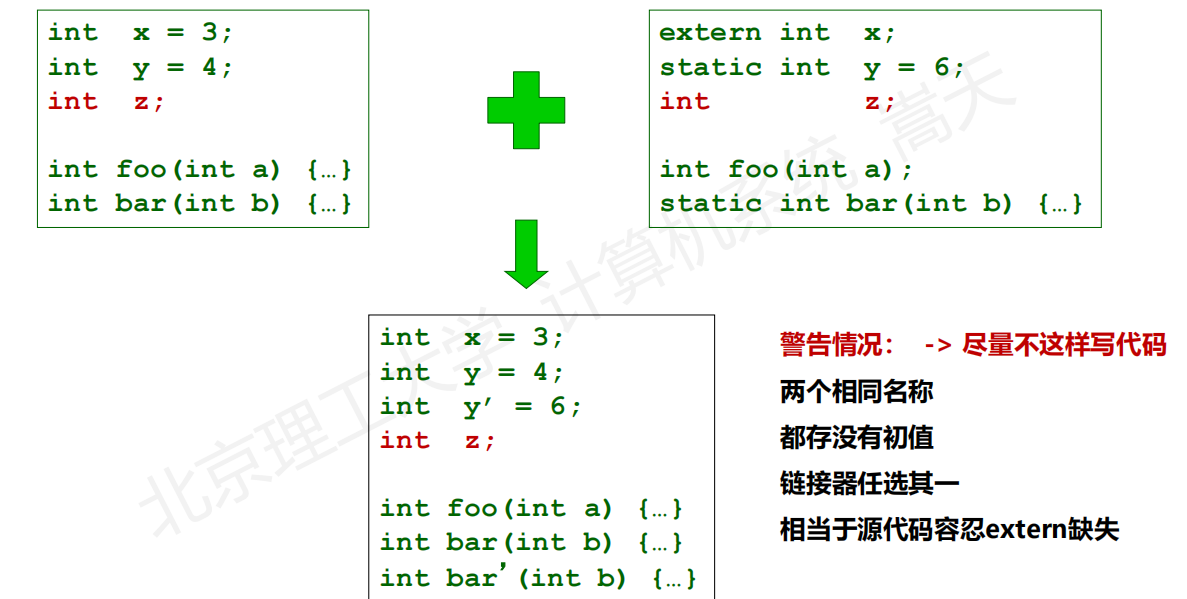 int  x = 3;
int  y = 4;
int  z;
int foo(int a) {…}
int bar(int b) {…}
extern int  x;
static int  y = 6;
int         z;
int foo(int a);
static int bar(int b) {…}
int  x = 3;
int  y = 4;
int  y′ = 6;
int  z;
int foo(int a) {…}
int bar(int b) {…}
int bar’(int b) {…}
警告情况： -> 尽量不这样写代码
两个相同名称
都存没有初值
链接器任选其一
相当于源代码容忍extern缺失
北京理工大学 计算机系统 嵩天